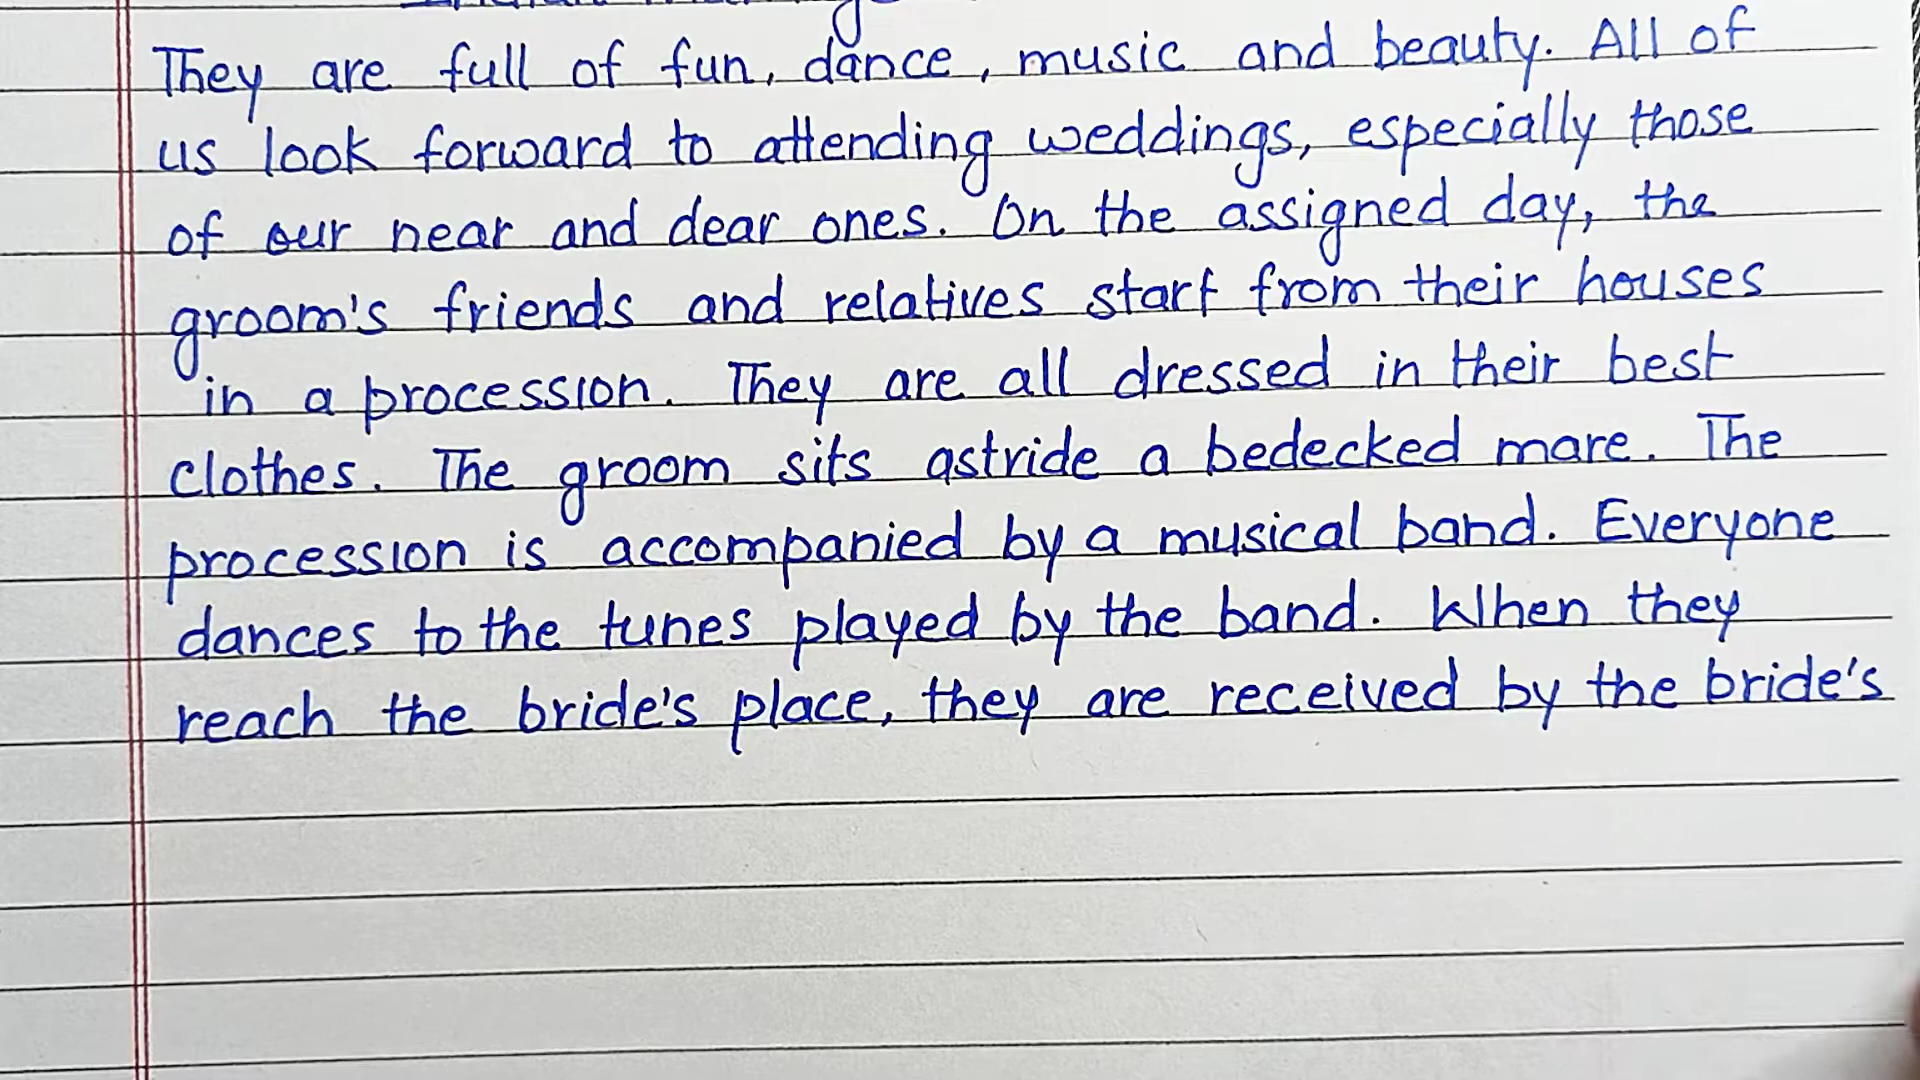 They are full of fun, dance, music and beauty. All of
us look forward to attending weddings, especially those
of our near and dear ones. On the assigned day, the
groom's friends and relatives start from their houses
in a procession. They are all dressed in their best
clothes. The groom sits astride a bedecked mare. The
procession is accompanied by a musical band. Everyone
dances to the tunes played by the band. When they
reach the bride's place, they are received by the bride's